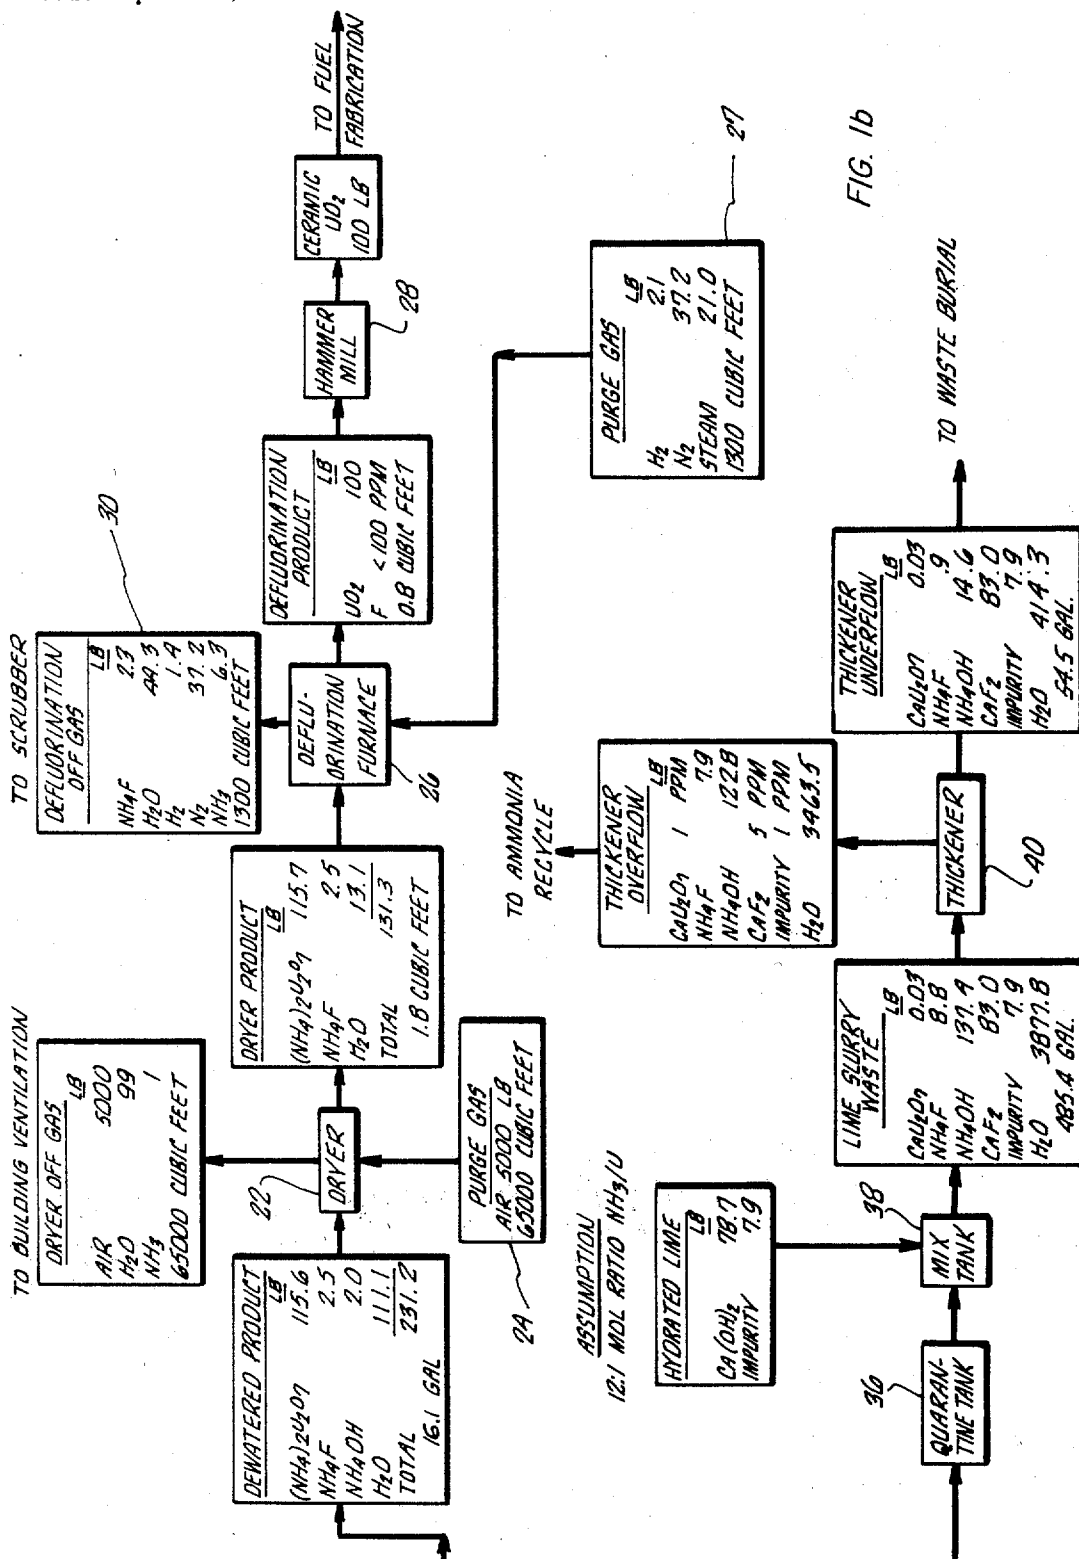 TO BUILDING VENTILATION
DRYER OFF GAS
LB
AIR 5000
H2O 99
NH3 1
65000 CUBIC FEET
DEWATERED PRODUCT
LB
(NH4)2U2O7 115.6
NH4F 2.5
NH4OH 2.0
H2O 111.1
TOTAL 231.2
16.1 GAL
22
DRYER
PURGE GAS
AIR 5000 LB
65000 CUBIC FEET
24
DRYER PRODUCT
LB
(NH4)2U2O7 115.7
NH4F 2.5
H2O 13.1
TOTAL 131.3
1.8 CUBIC FEET
TO SCRUBBER
DEFLUORINATION
OFF GAS
LB
NH4F 2.3
H2O 44.3
H2 1.4
N2 37.2
NH3 6.3
1300 CUBIC FEET
30
DEFLU-
ORINATION
FURNACE
26
DEFLUORINATION
PRODUCT
LB
UO2 100
F < 100 PPM
0.8 CUBIC FEET
HAMMER
MILL
28
CERAMIC
UO2
100 LB
TO FUEL
FABRICATION
PURGE GAS
LB
H2 2.1
N2 37.2
STEAM 21.0
1300 CUBIC FEET
27
ASSUMPTION
12:1 MOL RATIO NH3/U
HYDRATED LIME
LB
CA(OH)2 78.7
IMPURITY 7.9
36
QUARAN-
TINE TANK
38
MIX
TANK
LIME SLURRY
WASTE
LB
CAU2O7 0.03
NH4F 8.8
NH4OH 137.4
CAF2 83.0
IMPURITY 7.9
H2O 3877.8
485.4 GAL.
TO AMMONIA
RECYCLE
THICKENER
OVERFLOW
LB
CAU2O7 1 PPM
NH4F 7.9
NH4OH 122.8
CAF2 5 PPM
IMPURITY 1 PPM
H2O 3463.5
THICKENER
40
THICKENER
UNDERFLOW
LB
CAU2O7 0.03
NH4F .9
NH4OH 14.6
CAF2 83.0
IMPURITY 7.9
H2O 414.3
54.5 GAL.
TO WASTE BURIAL
FIG. 1b